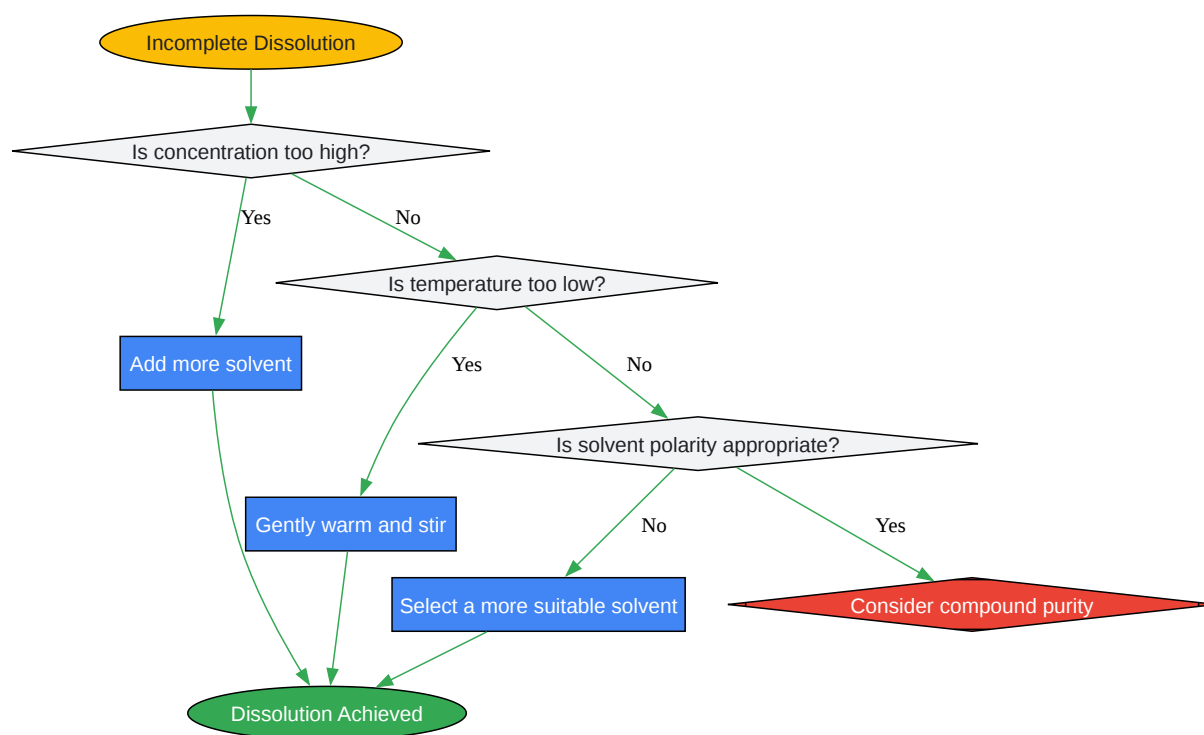 Incomplete Dissolution
Is concentration too high?
Yes
No
Is temperature too low?
Add more solvent
Yes
No
Is solvent polarity appropriate?
Gently warm and stir
No
Yes
Select a more suitable solvent
Consider compound purity
Dissolution Achieved